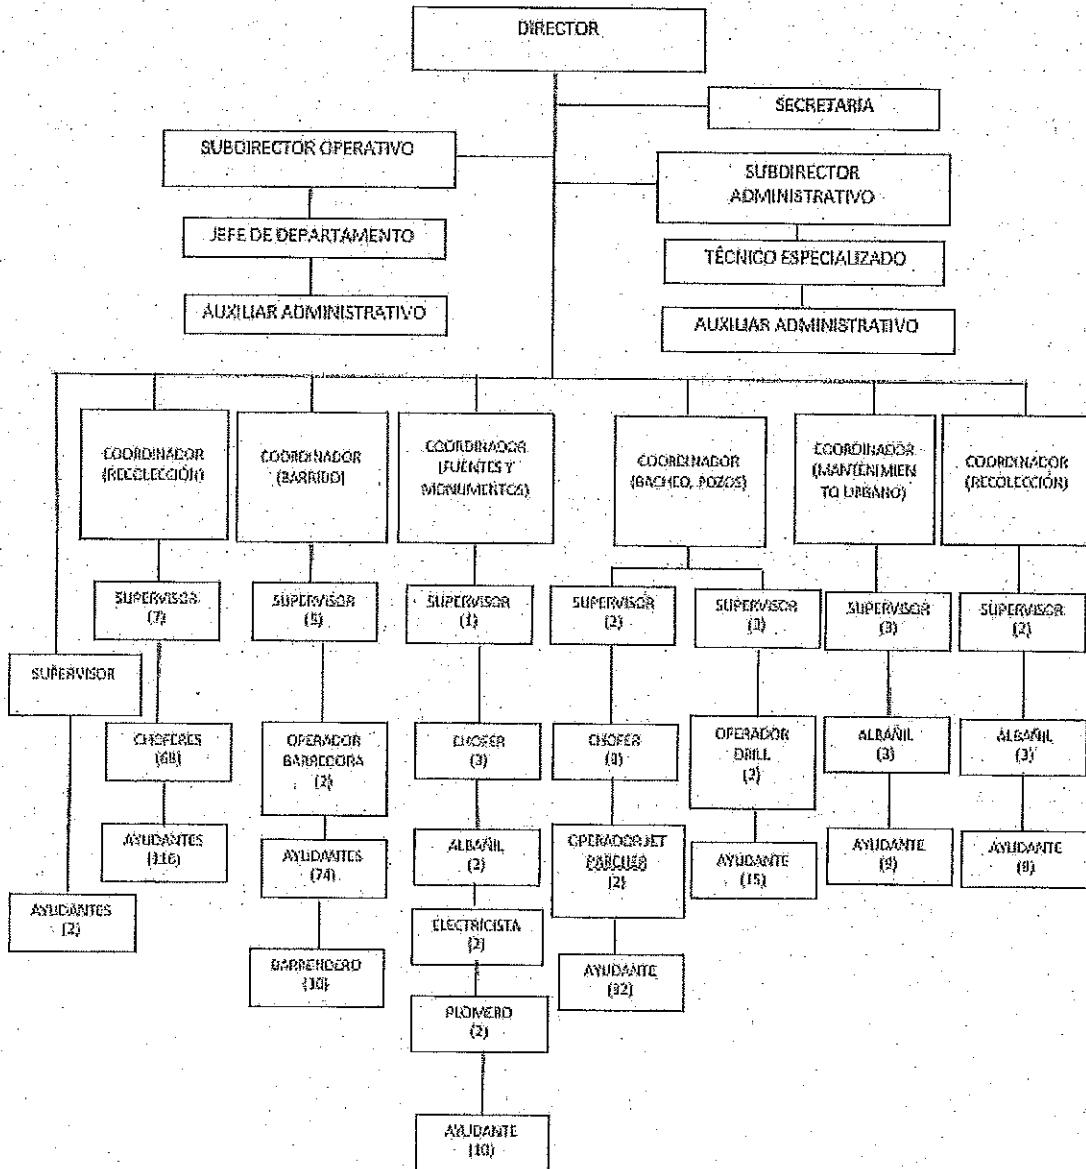 DIRECTOR
SECRETARIA
SUBDIRECTOR OPERATIVO
SUBDIRECTOR
ADMINISTRATIVO
JEFE DE DEPARTAMENTO
TÉCNICO ESPECIALIZADO
AUXILIAR ADMINISTRATIVO
AUXILIAR ADMINISTRATIVO
COORDINADOR
(RECOLECCIÓN)
COORDINADOR
(BARRIDO)
COORDINADOR
(FUENTES Y
MONUMENTOS)
COORDINADOR
(BACHEO, POZOS)
COORDINADOR
(MANTENIMIEN
TO URBANO)
COORDINADOR
(RECOLECCIÓN)
SUPERVISOR
(7)
SUPERVISOR
(5)
SUPERVISOR
(1)
SUPERVISOR
(2)
SUPERVISOR
SUPERVISOR
(3)
SUPERVISOR
(2)
SUPERVISOR
CHOFERES
(68)
OPERADOR
BARREDORA
(2)
CHOFER
(3)
CHOFER
OPERADOR
DRILL
ALBAÑIL
(3)
ALBAÑIL
(3)
AYUDANTES
(116)
AYUDANTES
(74)
ALBAÑIL
(2)
OPERADOR JET
(2)
AYUDANTE
(15)
AYUDANTE
(9)
AYUDANTE
AYUDANTES
(2)
BARRENDERO
ELECTRICISTA
(2)
AYUDANTE
(32)
PLOMERO
(2)
AYUDANTE
(10)